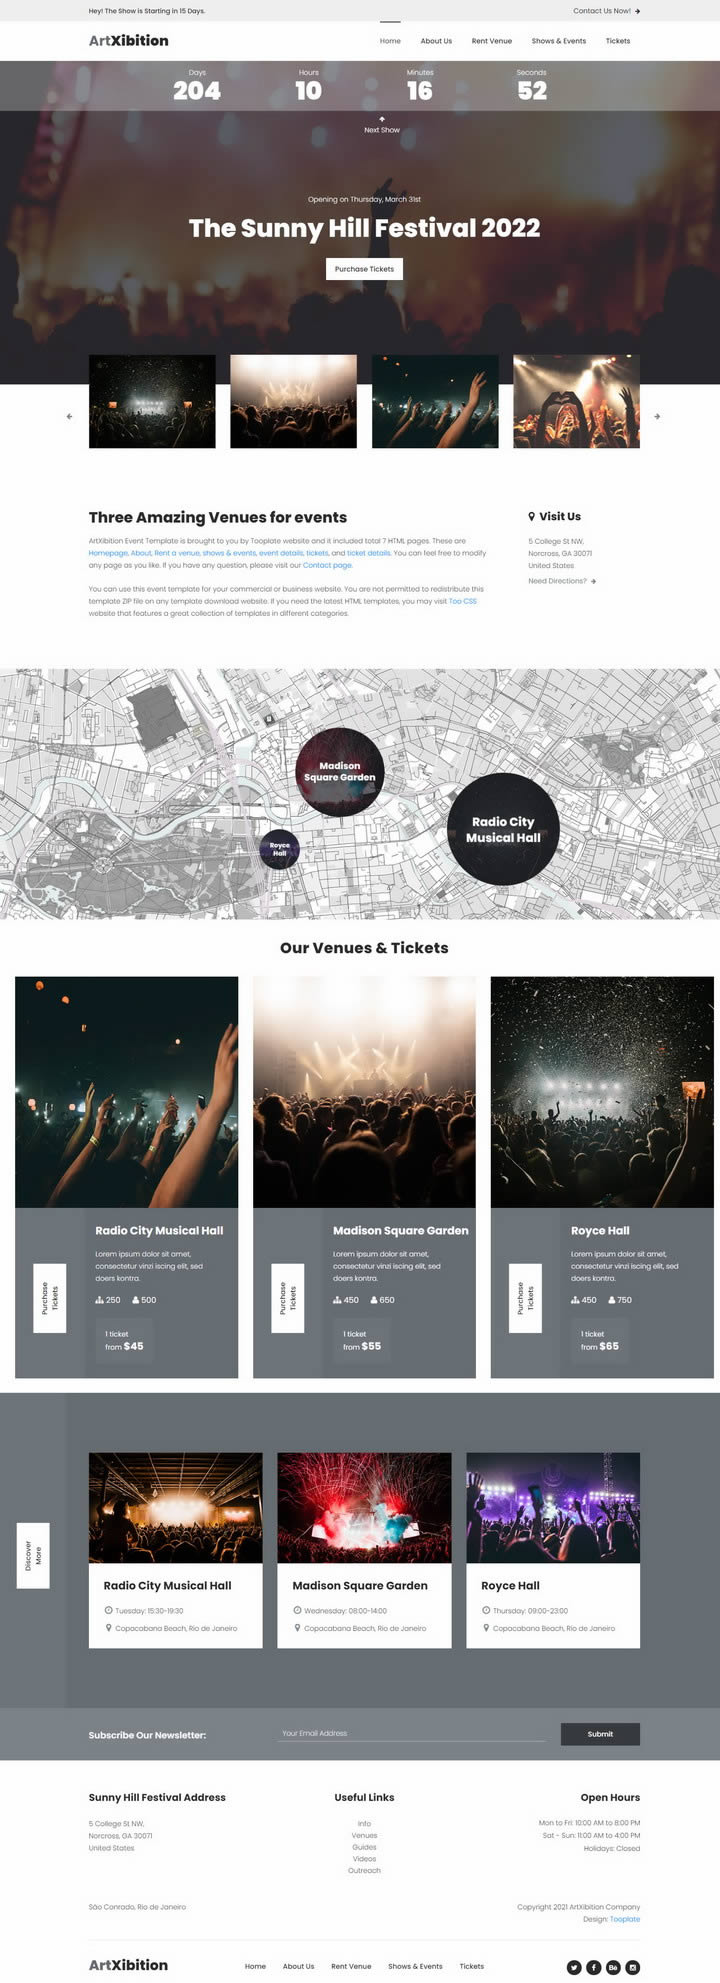 Hey! The Show is Starting in 15 Days.
Contact Us Now!
ArtXibition
Home About Us Rent Venue Shows & Events Tickets
Days Hours Minutes Seconds
204 10 16 52
Next Show
Opening on Thursday, March 31st
The Sunny Hill Festival 2022
Purchase Tickets
Three Amazing Venues for events
ArtXibition Event Template is brought to you by Tooplate website and it included total 7 HTML pages. These are
Homepage, About, Rent a venue, shows & events, event details, tickets, and ticket details. You can feel free to modify
any page as you like. If you have any question, please visit our Contact page.
You can use this event template for your commercial or business website. You are not permitted to redistribute this
template ZIP file on any template download website. If you need the latest HTML templates, you may visit Too CSS
website that features a great collection of templates in different categories.
Visit Us
5 College St NW,
Norcross, GA 30071
United States
Need Directions?
Madison
Square Garden
Radio City
Musical Hall
Royce
Hall
Our Venues & Tickets
Radio City Musical Hall
Lorem ipsum dolor sit amet,
consectetur vinzi iscing elit, sed
doers kontra.
250 500
1 ticket
from $45
Purchase
Tickets
Madison Square Garden
Lorem ipsum dolor sit amet,
consectetur vinzi iscing elit, sed
doers kontra.
450 650
1 ticket
from $55
Purchase
Tickets
Royce Hall
Lorem ipsum dolor sit amet,
consectetur vinzi iscing elit, sed
doers kontra.
450 750
1 ticket
from $65
Purchase
Tickets
Discover
More
Radio City Musical Hall
Tuesday: 15:30-19:30
Copacabana Beach, Rio de Janeiro
Madison Square Garden
Wednesday: 08:00-14:00
Copacabana Beach, Rio de Janeiro
Royce Hall
Thursday: 09:00-23:00
Copacabana Beach, Rio de Janeiro
Subscribe Our Newsletter:
Your Email Address
Submit
Sunny Hill Festival Address
5 College St NW,
Norcross, GA 30071
United States
Useful Links
Info
Venues
Guides
Videos
Outreach
Open Hours
Mon to Fri: 10:00 AM to 8:00 PM
Sat - Sun: 11:00 AM to 4:00 PM
Holidays: Closed
São Conrado, Rio de Janeiro
Copyright 2021 ArtXibition Company
Design: Tooplate
ArtXibition
Home About Us Rent Venue Shows & Events Tickets